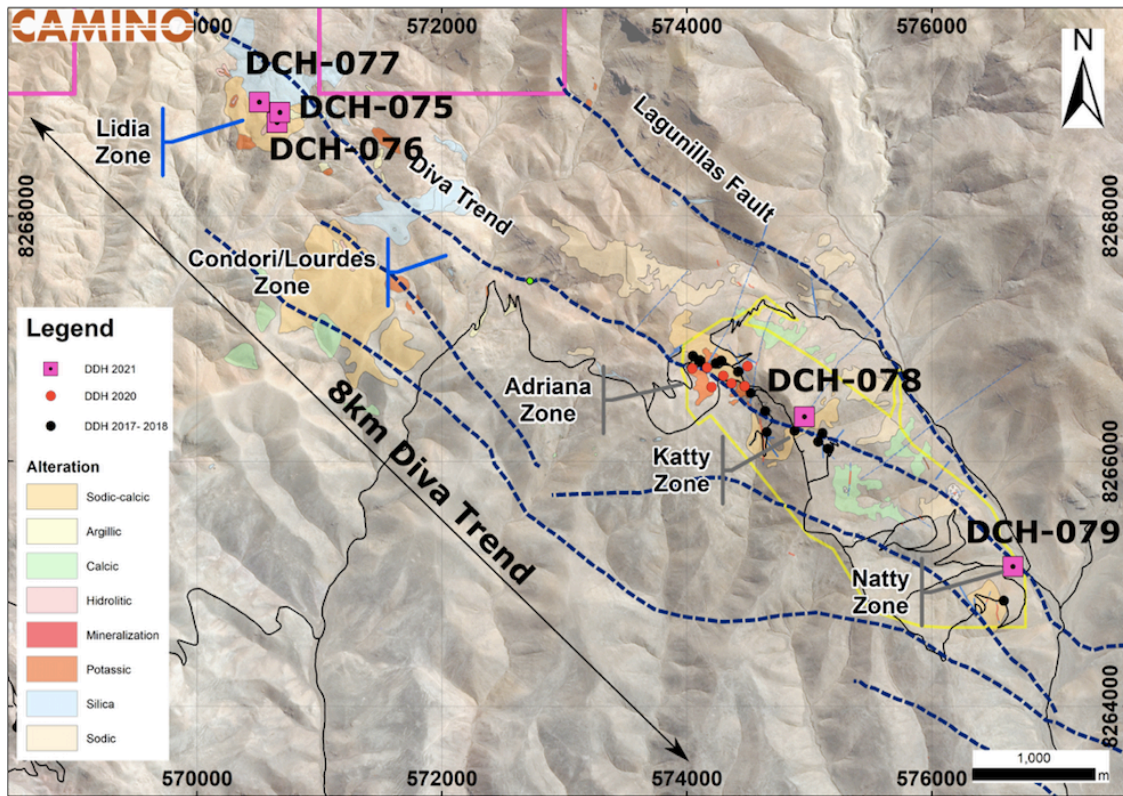 CAMINO
000
572000
574000
576000
N
DCH-077
DCH-075
DCH-076
Lidia
Zone
Lagunillas Fault
Diva Trend
8268000
8268000
Condori/Lourdes
Zone
Legend
DDH 2021
DDH 2020
DDH 2017- 2018
Alteration
Sodic-calcic
Argillic
Calcic
Hidrolitic
Mineralization
Potassic
Silica
Sodic
8km Diva Trend
Adriana
Zone
DCH-078
Katty
Zone
8266000
DCH-079
Natty
Zone
8264000
1,000
m
570000
572000
574000
576000